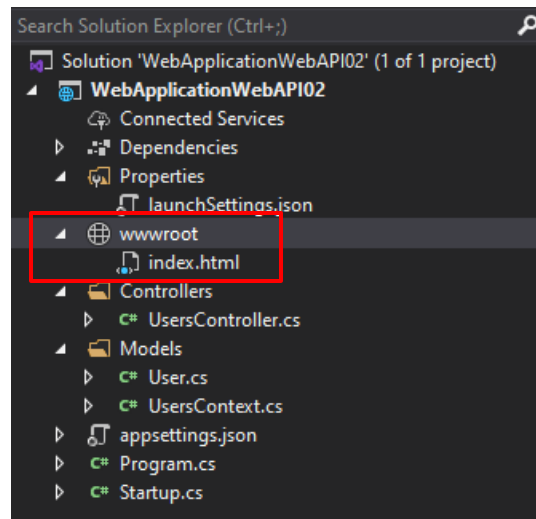 Search Solution Explorer (Ctrl+;)
Solution 'WebApplicationWebAPI02' (1 of 1 project)
WebApplicationWebAPI02
Connected Services
Dependencies
Properties
launchSettings.json
wwwroot
index.html
Controllers
C# UsersController.cs
Models
C# User.cs
C# UsersContext.cs
appsettings.json
C# Program.cs
C# Startup.cs